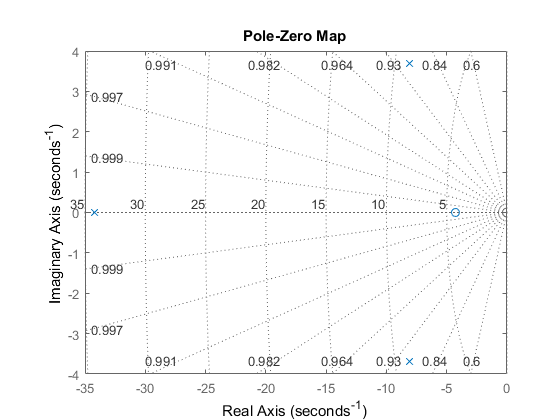 Pole-Zero Map
4
0.991 0.982 0.964 0.93 0.84 0.6
3
0.997
2
0.999
1
35 30 25 20 15 10 5
0
-1
0.999
-2
0.997
-3
0.991 0.982 0.964 0.93 0.84 0.6
-4
-35 -30 -25 -20 -15 -10 -5 0
Real Axis (seconds⁻¹)
Imaginary Axis (seconds⁻¹)